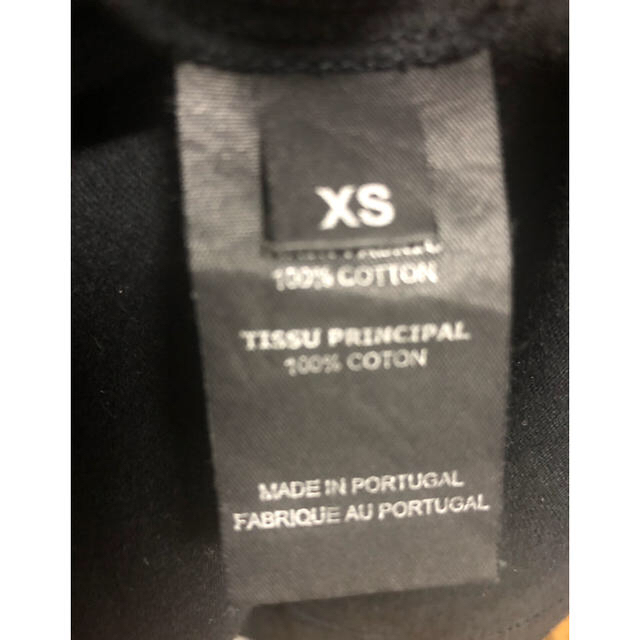 XS
100% COTTON
TISSU PRINCIPAL
100% COTON
MADE IN PORTUGAL
FABRIQUE AU PORTUGAL